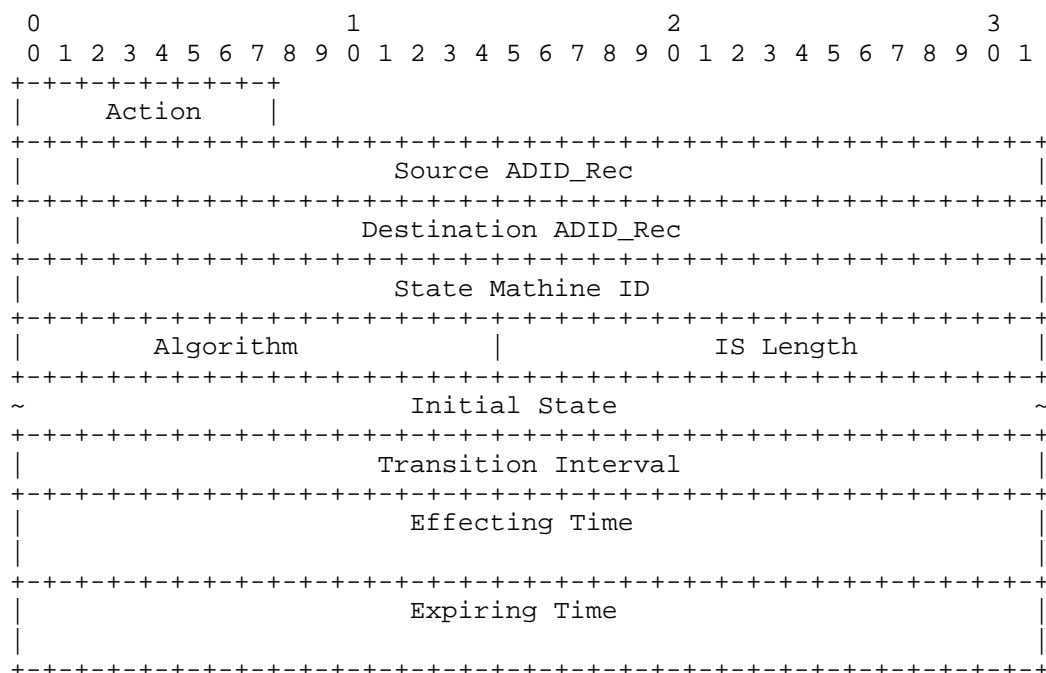 0                   1                   2                   3
 0 1 2 3 4 5 6 7 8 9 0 1 2 3 4 5 6 7 8 9 0 1 2 3 4 5 6 7 8 9 0 1
+-+-+-+-+-+-+-+-+
|     Action    |
+-+-+-+-+-+-+-+-+-+-+-+-+-+-+-+-+-+-+-+-+-+-+-+-+-+-+-+-+-+-+-+-+
|                       Source ADID_Rec                         |
+-+-+-+-+-+-+-+-+-+-+-+-+-+-+-+-+-+-+-+-+-+-+-+-+-+-+-+-+-+-+-+-+
|                     Destination ADID_Rec                      |
+-+-+-+-+-+-+-+-+-+-+-+-+-+-+-+-+-+-+-+-+-+-+-+-+-+-+-+-+-+-+-+-+
|                       State Mathine ID                        |
+-+-+-+-+-+-+-+-+-+-+-+-+-+-+-+-+-+-+-+-+-+-+-+-+-+-+-+-+-+-+-+-+
|        Algorithm            |             IS Length           |
+-+-+-+-+-+-+-+-+-+-+-+-+-+-+-+-+-+-+-+-+-+-+-+-+-+-+-+-+-+-+-+-+
~                        Initial State                          ~
+-+-+-+-+-+-+-+-+-+-+-+-+-+-+-+-+-+-+-+-+-+-+-+-+-+-+-+-+-+-+-+-+
|                      Transition Interval                      |
+-+-+-+-+-+-+-+-+-+-+-+-+-+-+-+-+-+-+-+-+-+-+-+-+-+-+-+-+-+-+-+-+
|                        Effecting Time                         |
|                                                               |
+-+-+-+-+-+-+-+-+-+-+-+-+-+-+-+-+-+-+-+-+-+-+-+-+-+-+-+-+-+-+-+-+
|                        Expiring Time                          |
|                                                               |
+-+-+-+-+-+-+-+-+-+-+-+-+-+-+-+-+-+-+-+-+-+-+-+-+-+-+-+-+-+-+-+-+